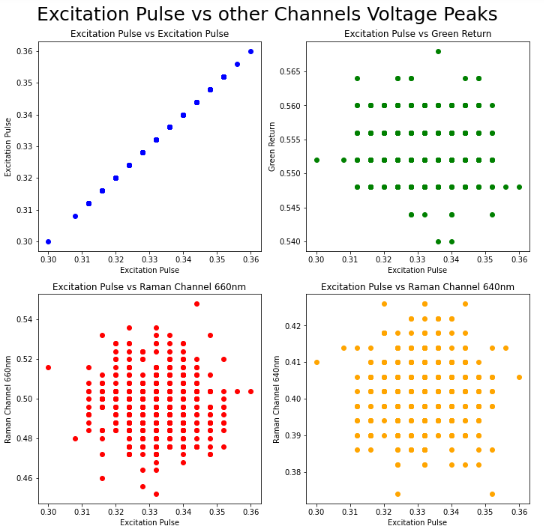 Excitation Pulse vs other Channels Voltage Peaks
Excitation Pulse vs Excitation Pulse
0.36
0.35
0.34
0.33
0.32
0.31
0.30
Excitation Pulse
0.30 0.31 0.32 0.33 0.34 0.35 0.36
Excitation Pulse
Excitation Pulse vs Green Return
0.565
0.560
0.555
0.550
0.545
0.540
Green Return
0.30 0.31 0.32 0.33 0.34 0.35 0.36
Excitation Pulse
Excitation Pulse vs Raman Channel 660nm
0.54
0.52
0.50
0.48
0.46
Raman Channel 660nm
0.30 0.31 0.32 0.33 0.34 0.35 0.36
Excitation Pulse
Excitation Pulse vs Raman Channel 640nm
0.42
0.41
0.40
0.39
0.38
Raman Channel 640nm
0.30 0.31 0.32 0.33 0.34 0.35 0.36
Excitation Pulse